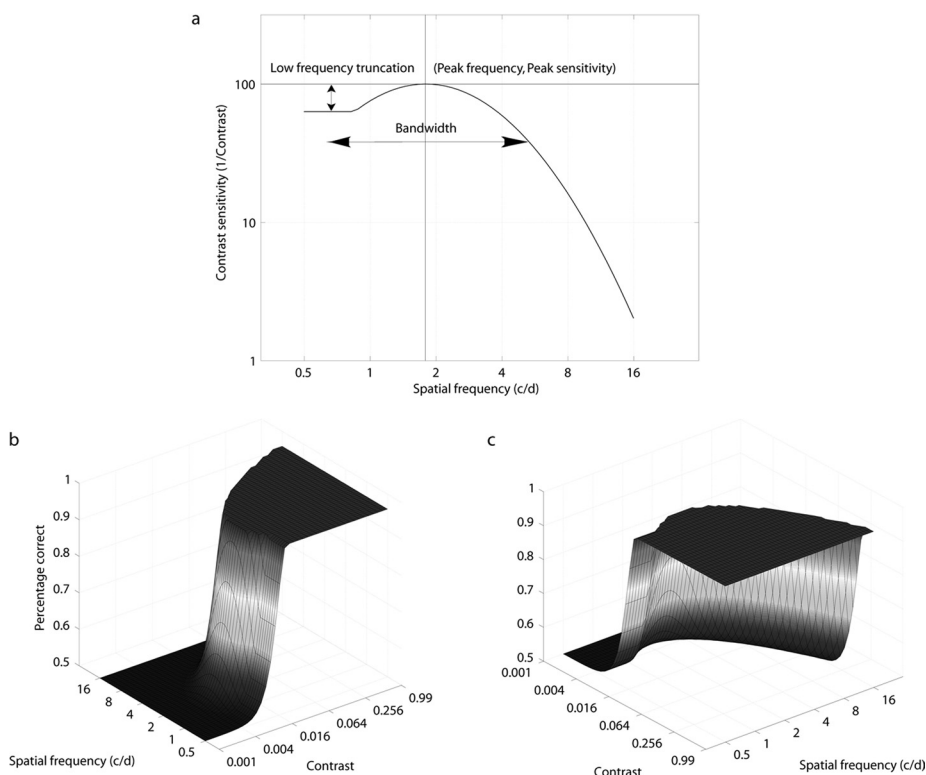 a
Low frequency truncation
(Peak frequency, Peak sensitivity)
100
Bandwidth
Contrast sensitivity (1/Contrast)
10
1
0.5 1 2 4 8 16
Spatial frequency (c/d)
b
1
0.9
0.8
0.7
0.6
0.5
Percentage correct
16
8
4
2
1
0.5
Spatial frequency (c/d)
0.001
0.004
0.016
0.064
0.256
0.99
Contrast
c
1
0.9
0.8
0.7
0.6
0.5
0.001
0.004
0.016
0.064
0.256
0.99
Contrast
0.5
1
2
4
8
16
Spatial frequency (c/d)